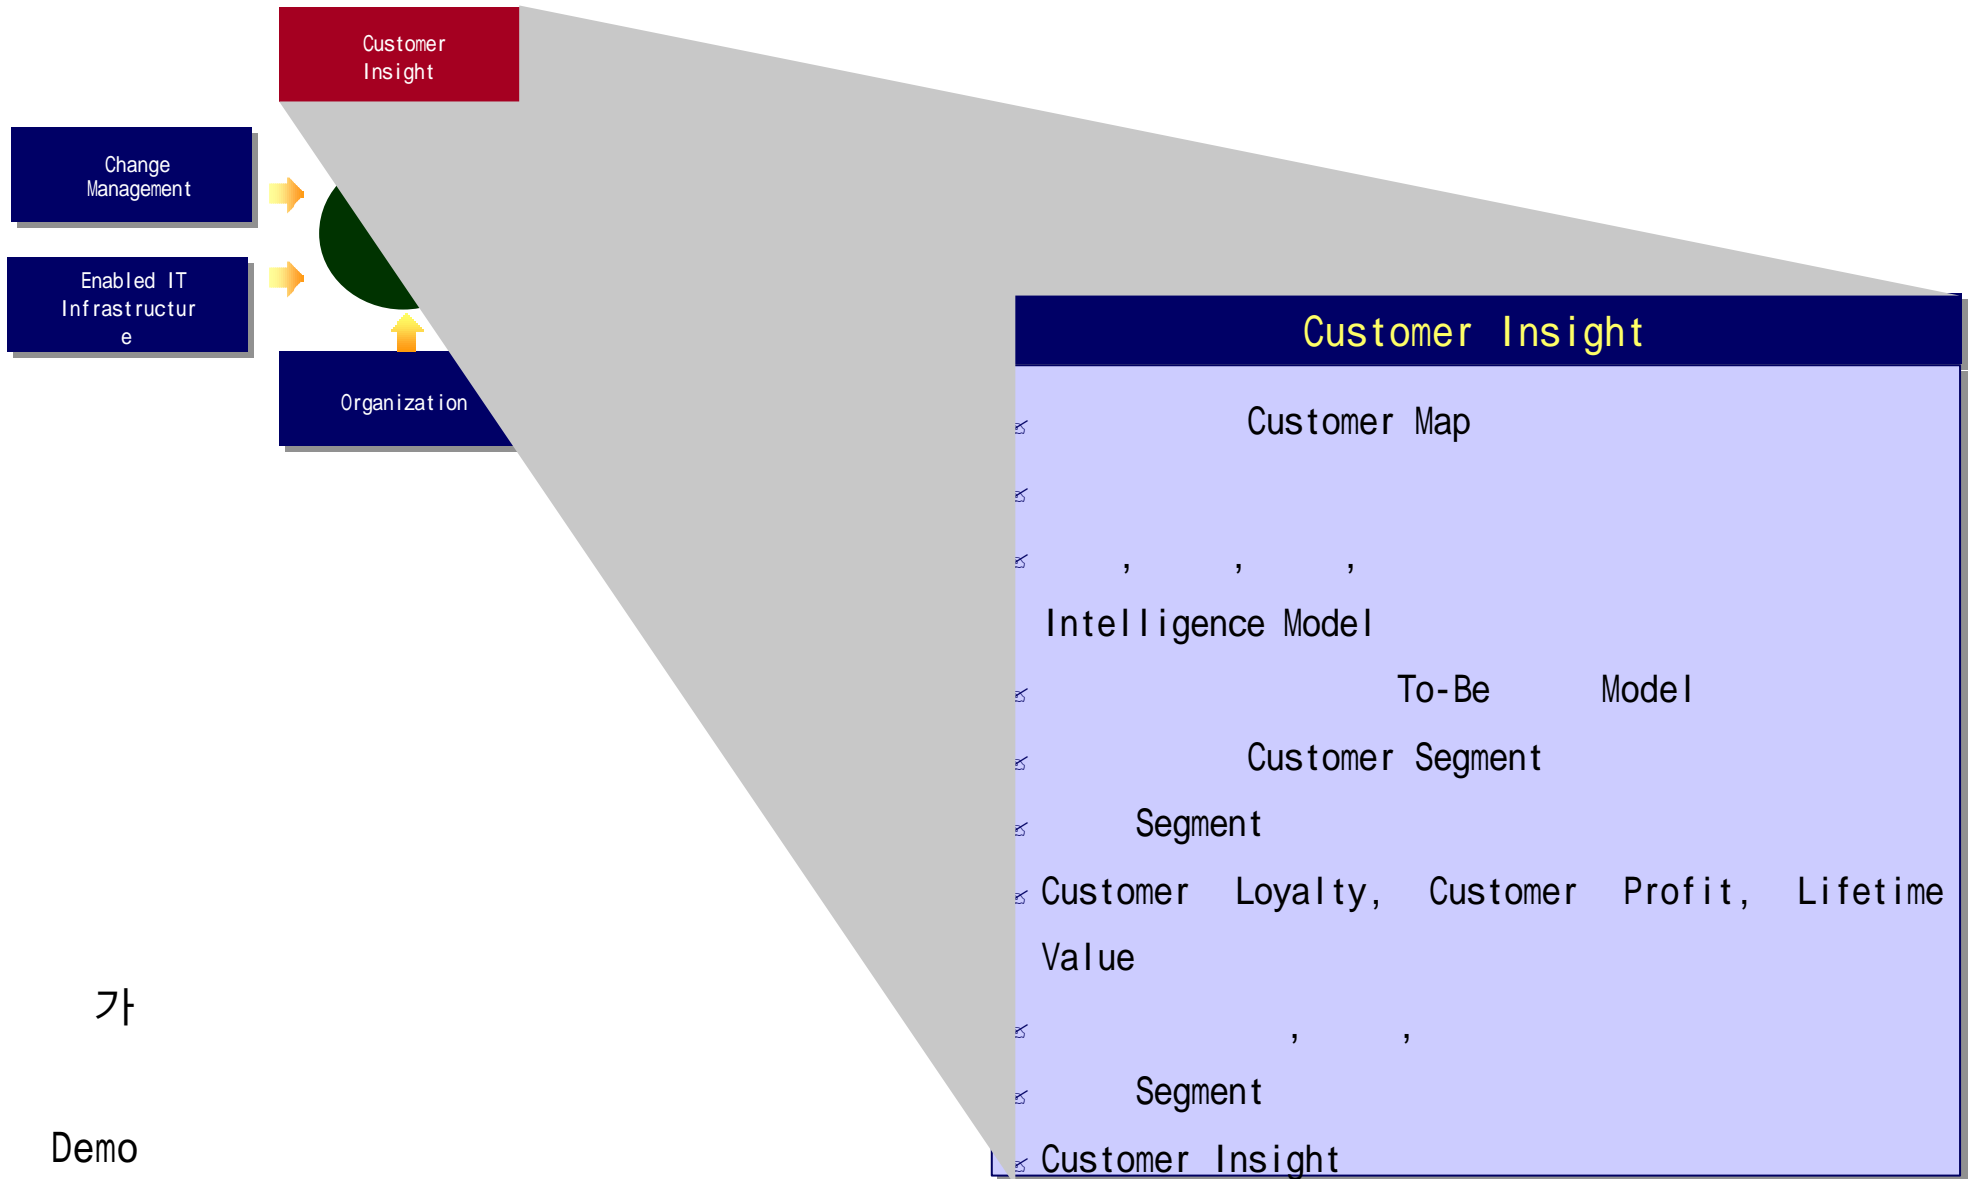 Customer
Insight
Change
Management
Enabled IT
Infrastructur
e
Organization
Customer Insight
Customer Map
, , ,
Intelligence Model
To-Be Model
Customer Segment
Segment
Customer Loyalty, Customer Profit, Lifetime
Value
, ,
Segment
Customer Insight
가
Demo